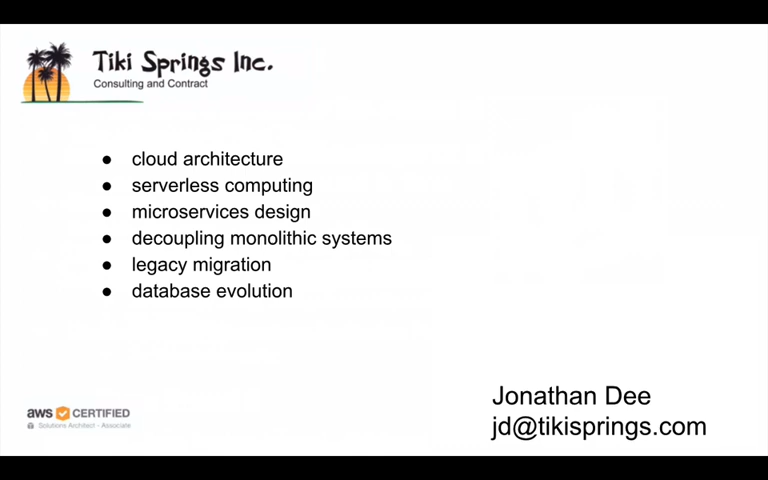 Tiki Springs Inc.
Consulting and Contract
● cloud architecture
● serverless computing
● microservices design
● decoupling monolithic systems
● legacy migration
● database evolution
Jonathan Dee
jd@tikisprings.com
aws CERTIFIED
Solutions Architect - Associate